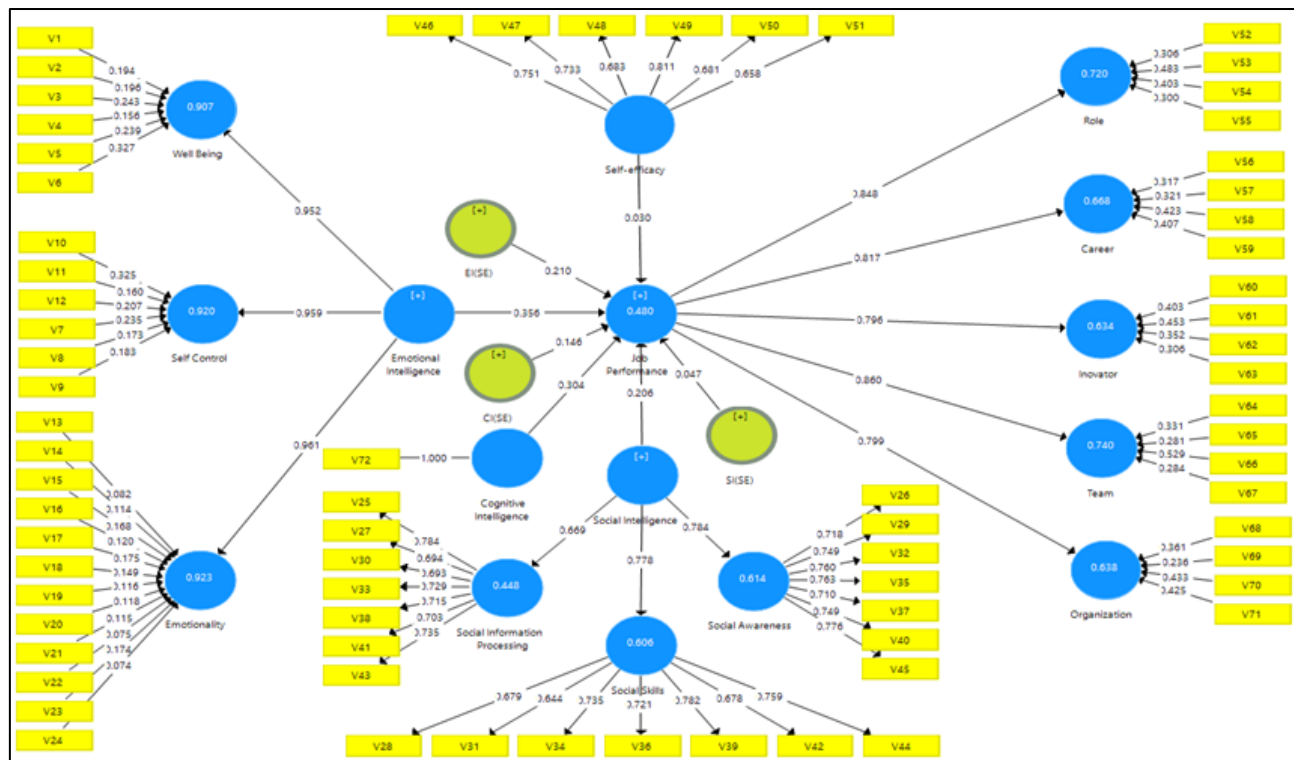 V46
V47
V48
V49
V50
V51
0.751
0.733
0.683
0.811
0.681
0.658
Self-efficacy
0.030
V1
V2
V3
V4
V5
V6
0.194
0.196
0.243
0.156
0.239
0.327
0.907
Well Being
0.952
V10
V11
V12
V7
V8
V9
0.325
0.160
0.207
0.235
0.173
0.183
0.920
Self Control
0.959
V13
V14
V15
V16
V17
V18
V19
V20
V21
V22
V23
V24
0.082
0.114
0.168
0.120
0.175
0.149
0.116
0.118
0.115
0.075
0.174
0.074
0.923
Emotionality
0.961
[+]
Emotional
Intelligence
0.356
[+]
EI(SE)
0.210
[+]
CI(SE)
0.146
0.304
V72
1.000
Cognitive
Intelligence
[+]
0.480
Job
Performance
0.206
0.047
[+]
SI(SE)
[+]
Social Intelligence
0.669
0.778
0.784
V25
V27
V30
V33
V38
V41
V43
0.784
0.694
0.693
0.729
0.715
0.703
0.735
0.448
Social Information
Processing
0.606
Social Skills
0.679
0.644
0.735
0.721
0.782
0.678
0.759
V28
V31
V34
V36
V39
V42
V44
0.614
Social Awareness
0.718
0.749
0.760
0.763
0.710
0.749
0.776
V26
V29
V32
V35
V37
V40
V45
0.848
0.817
0.796
0.860
0.799
0.720
Role
0.306
0.483
0.403
0.300
V52
V53
V54
V55
0.668
Career
0.317
0.321
0.423
0.407
V56
V57
V58
V59
0.634
Inovator
0.403
0.453
0.352
0.306
V60
V61
V62
V63
0.740
Team
0.331
0.281
0.529
0.284
V64
V65
V66
V67
0.638
Organization
0.361
0.236
0.433
0.425
V68
V69
V70
V71